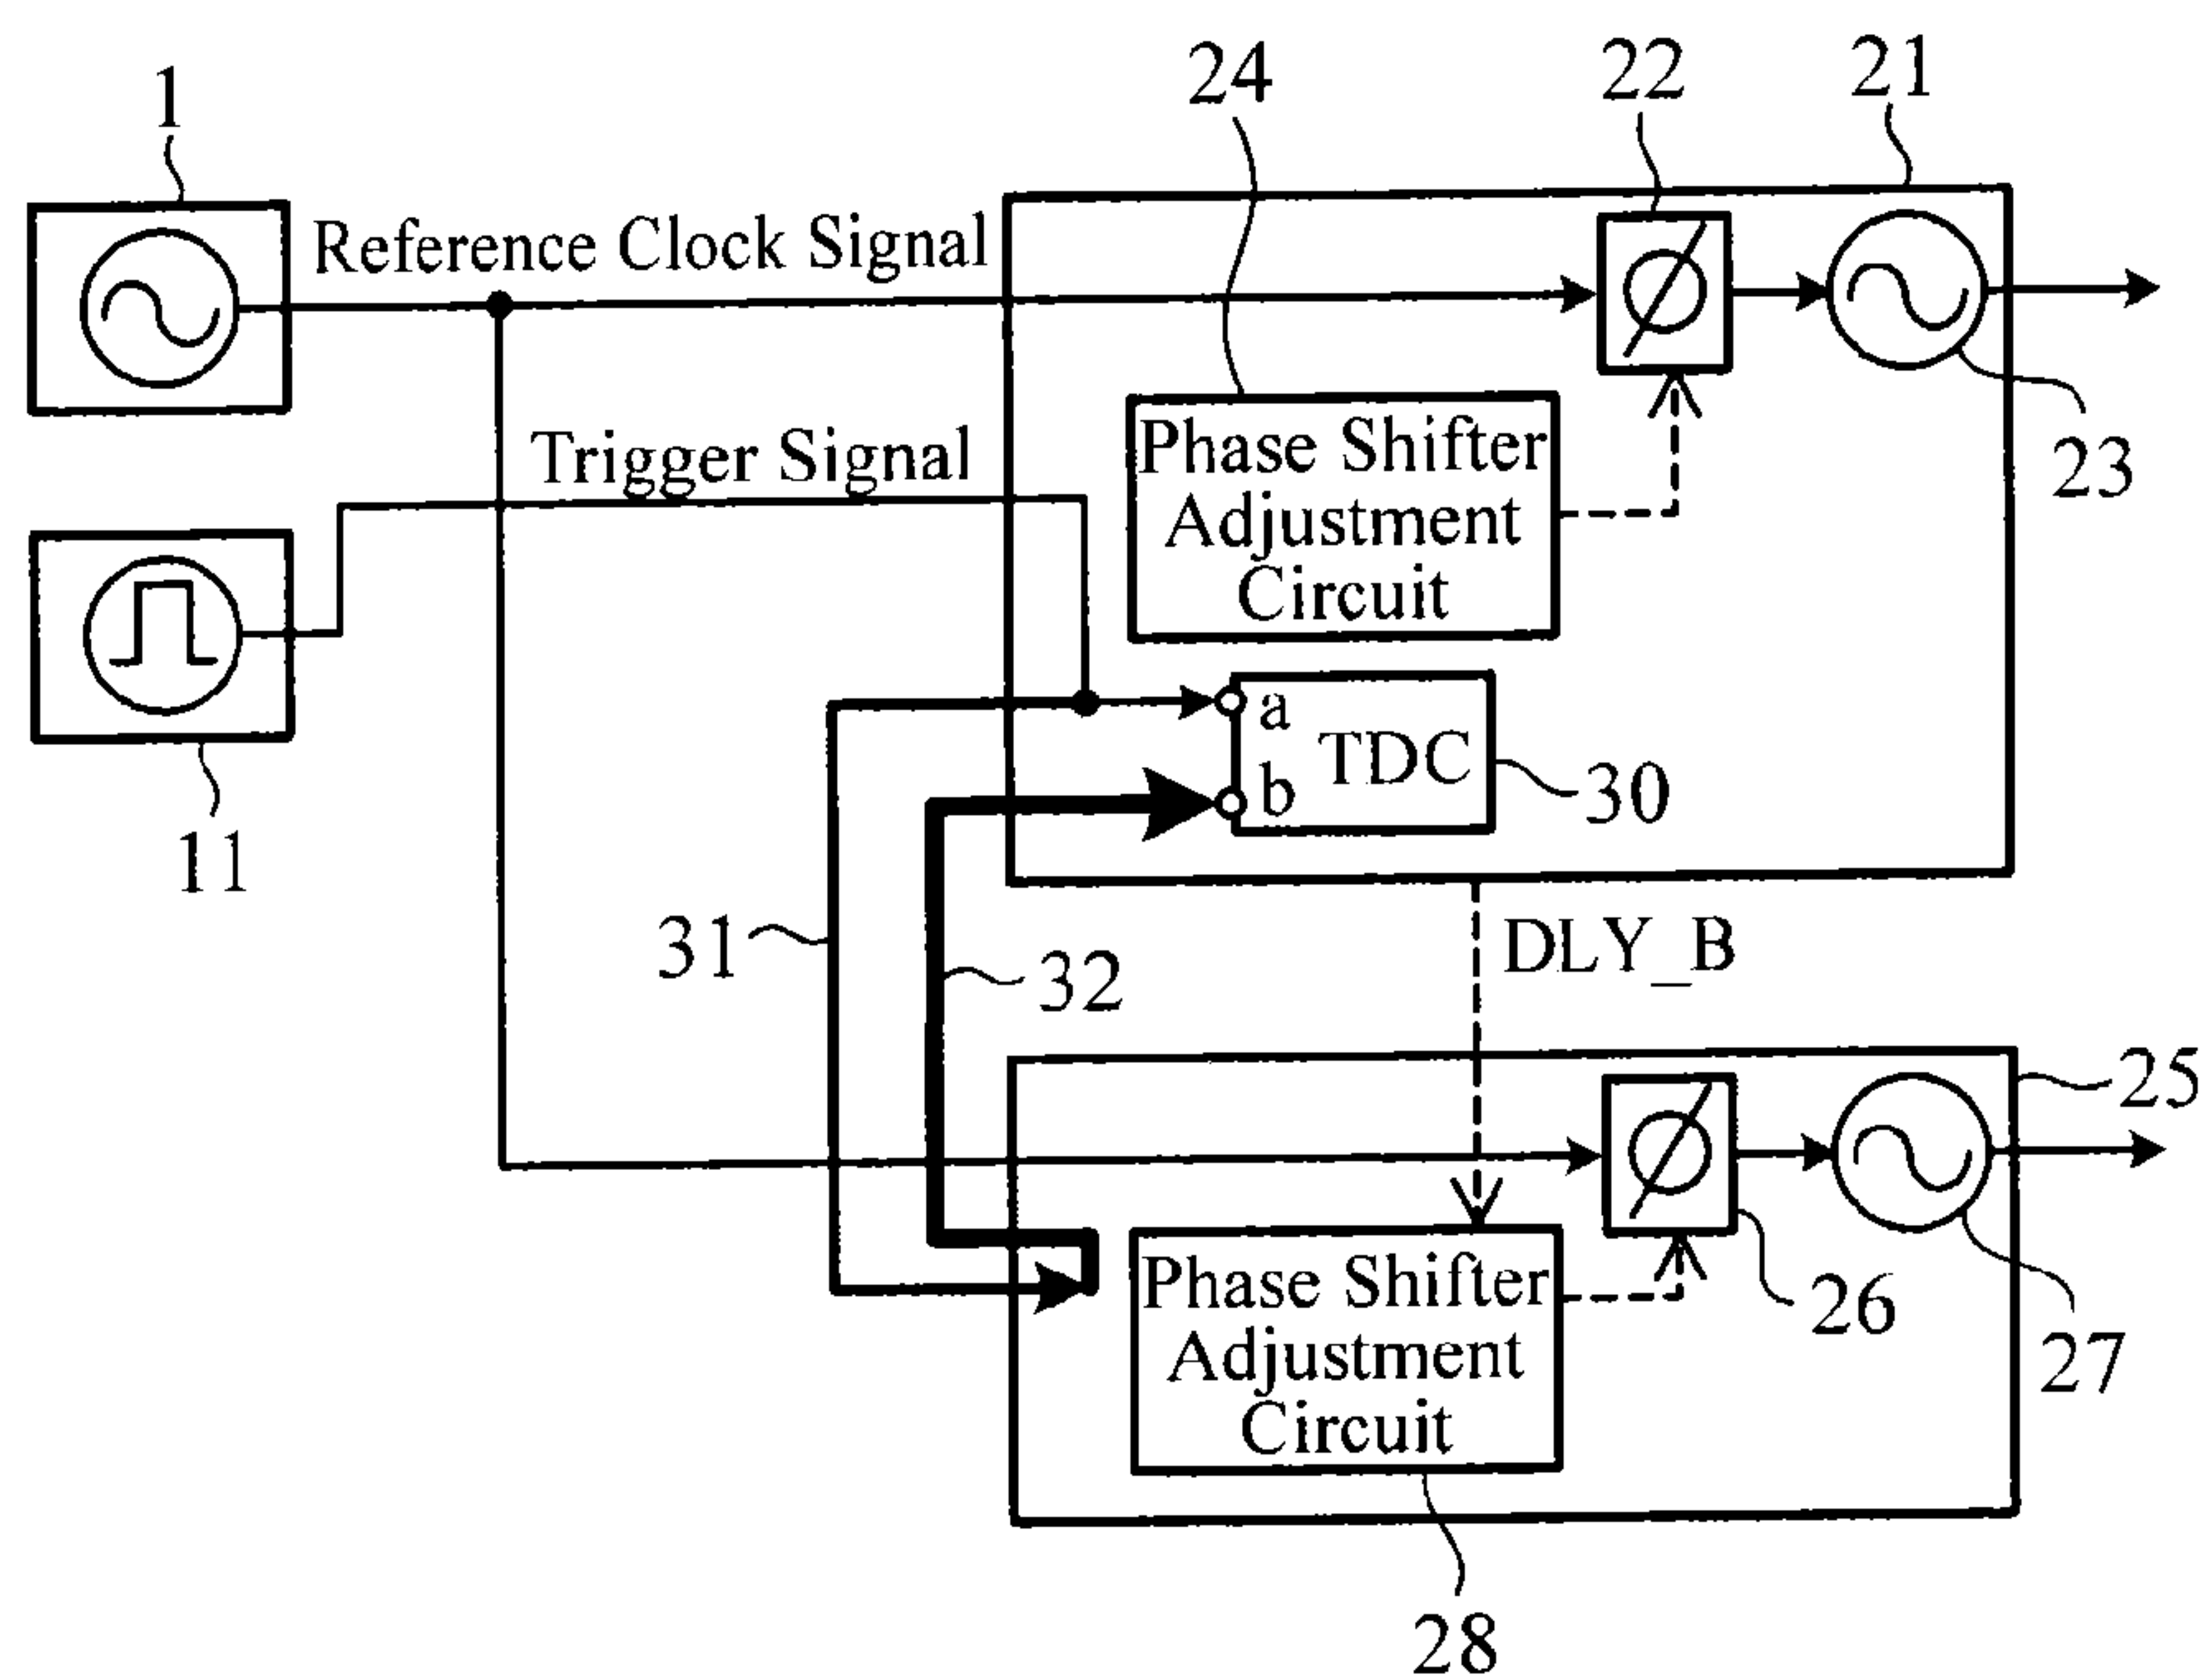 24
22
21
1
Reference Clock Signal
Phase Shifter
Adjustment
Circuit
23
Trigger Signal
a
TDC
b
30
11
31
32
DLY_B
25
Phase Shifter
Adjustment
Circuit
26
27
28